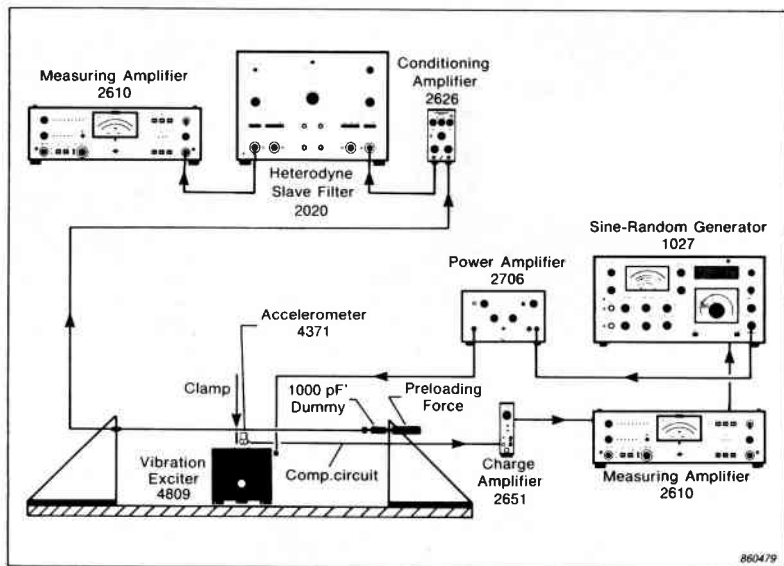 Measuring Amplifier
2610
Conditioning
Amplifier
2626
Heterodyne
Slave Filter
2020
Sine-Random Generator
1027
Power Amplifier
2706
Accelerometer
4371
Clamp
1000 pF'
Dummy
Preloading
Force
Vibration
Exciter
4809
Comp.circuit
Charge
Amplifier
2651
Measuring Amplifier
2610
860479